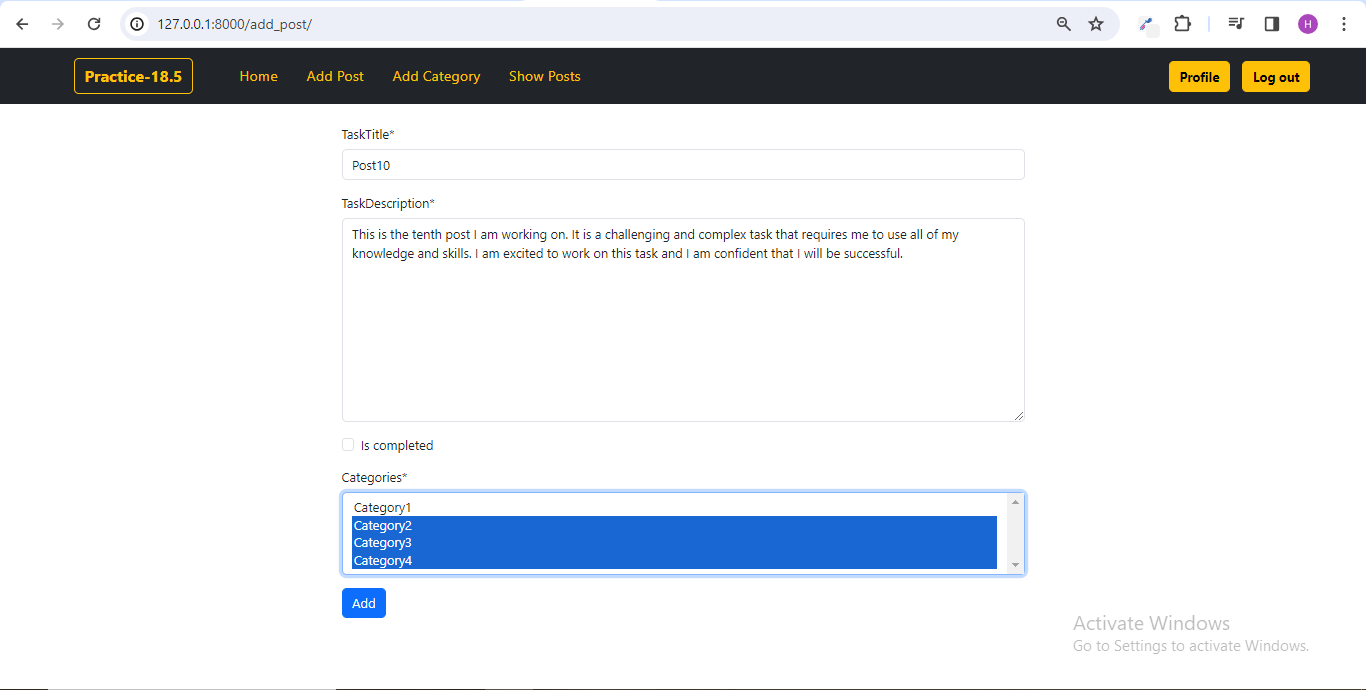 127.0.0.1:8000/add_post/
H
Practice-18.5 Home Add Post Add Category Show Posts Profile Log out
TaskTitle*
Post10
TaskDescription*
This is the tenth post I am working on. It is a challenging and complex task that requires me to use all of my
knowledge and skills. I am excited to work on this task and I am confident that I will be successful.
Is completed
Categories*
Category1
Category2
Category3
Category4
Add
Activate Windows
Go to Settings to activate Windows.